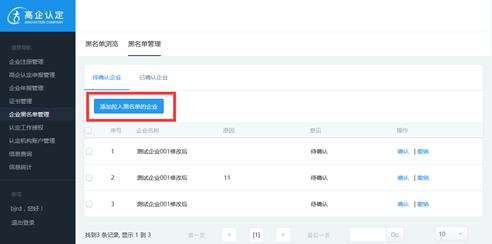 高企认定
INNOVATION COMPANY
黑名单浏览 黑名单管理
企业注册管理
高企认定申报管理
企业年报管理
证书管理
企业黑名单管理
认定工作授权
认定机构账户管理
信息查询
信息统计
bjrd，您好！
退出登录
待确认企业 已确认企业
添加拉入黑名单的企业
序号 企业名称 原因 意见 操作
1 测试企业001修改后 待确认 确认 | 撤销
2 测试企业001修改后 11 待确认 确认 | 撤销
3 测试企业001修改后 待确认 确认 | 撤销
找到3 条记录, 显示 1 到 3 第一页 < [1] > 最后一页 Go 10